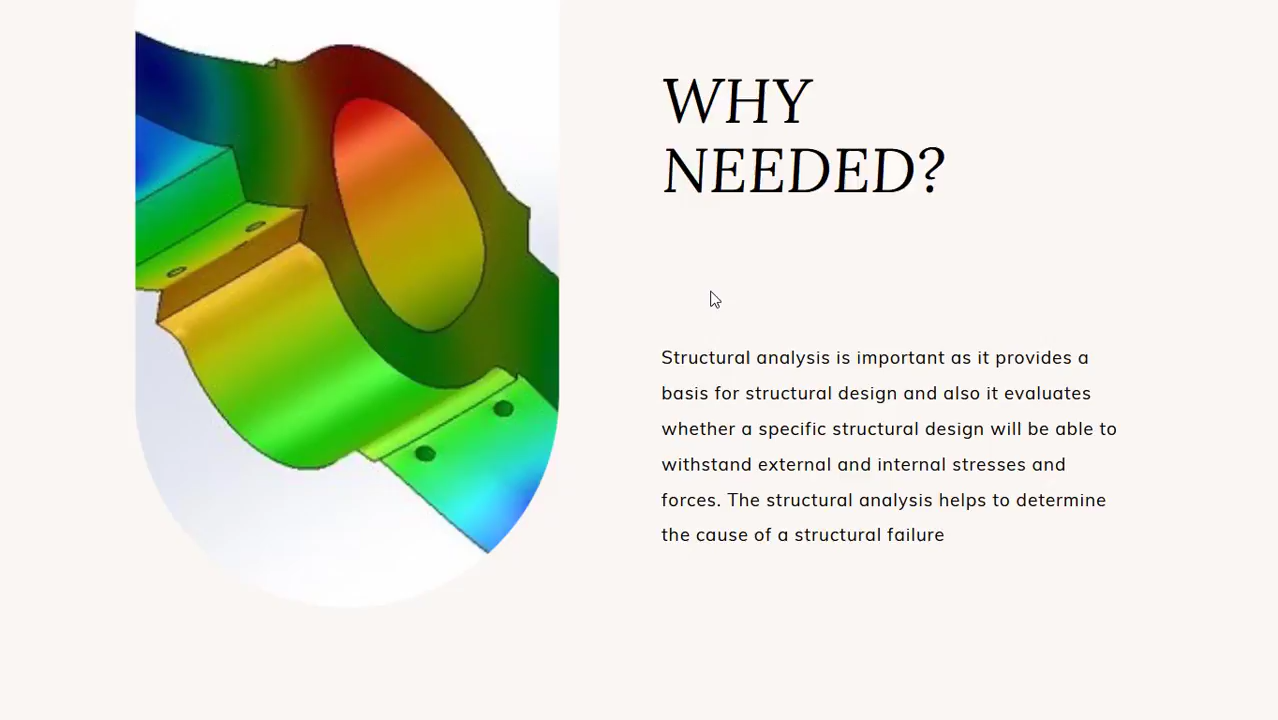 WHY
NEEDED?
Structural analysis is important as it provides a
basis for structural design and also it evaluates
whether a specific structural design will be able to
withstand external and internal stresses and
forces. The structural analysis helps to determine
the cause of a structural failure